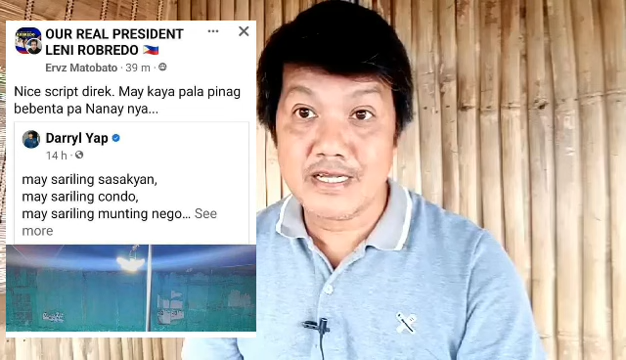 OUR REAL PRESIDENT
LENI ROBREDO
Ervz Matobato · 39 m ·
Nice script direk. May kaya pala pinag
bebenta pa Nanay nya...
Darryl Yap
14 h ·
may sariling sasakyan,
may sariling condo,
may sariling munting nego... See
more